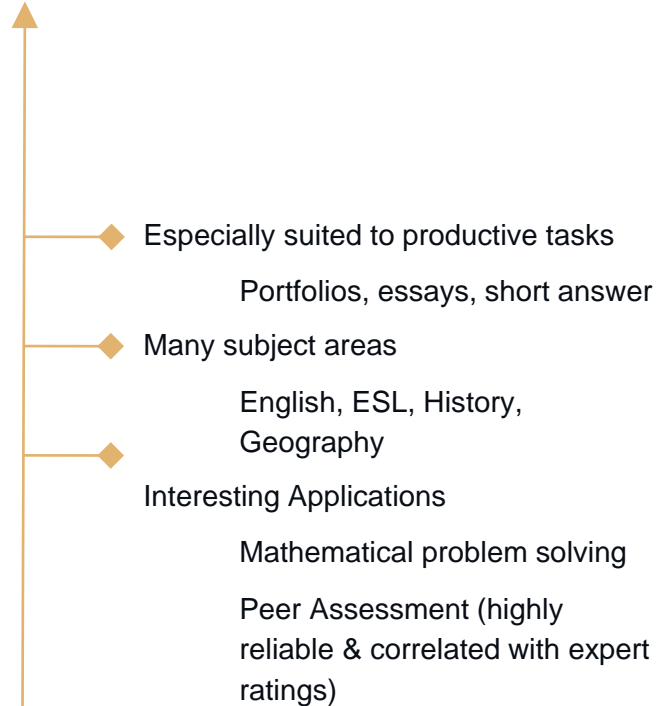 Especially suited to productive tasks
Portfolios, essays, short answer
Many subject areas
English, ESL, History,
Geography
Interesting Applications
Mathematical problem solving
Peer Assessment (highly
reliable & correlated with expert
ratings)